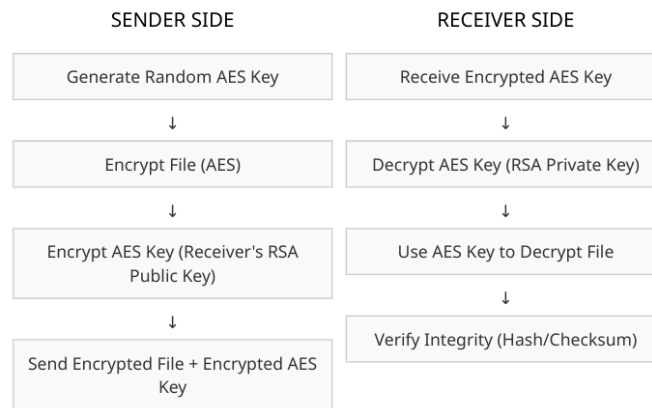 SENDER SIDE
Generate Random AES Key
↓
Encrypt File (AES)
↓
Encrypt AES Key (Receiver's RSA
Public Key)
↓
Send Encrypted File + Encrypted AES
Key
RECEIVER SIDE
Receive Encrypted AES Key
↓
Decrypt AES Key (RSA Private Key)
↓
Use AES Key to Decrypt File
↓
Verify Integrity (Hash/Checksum)